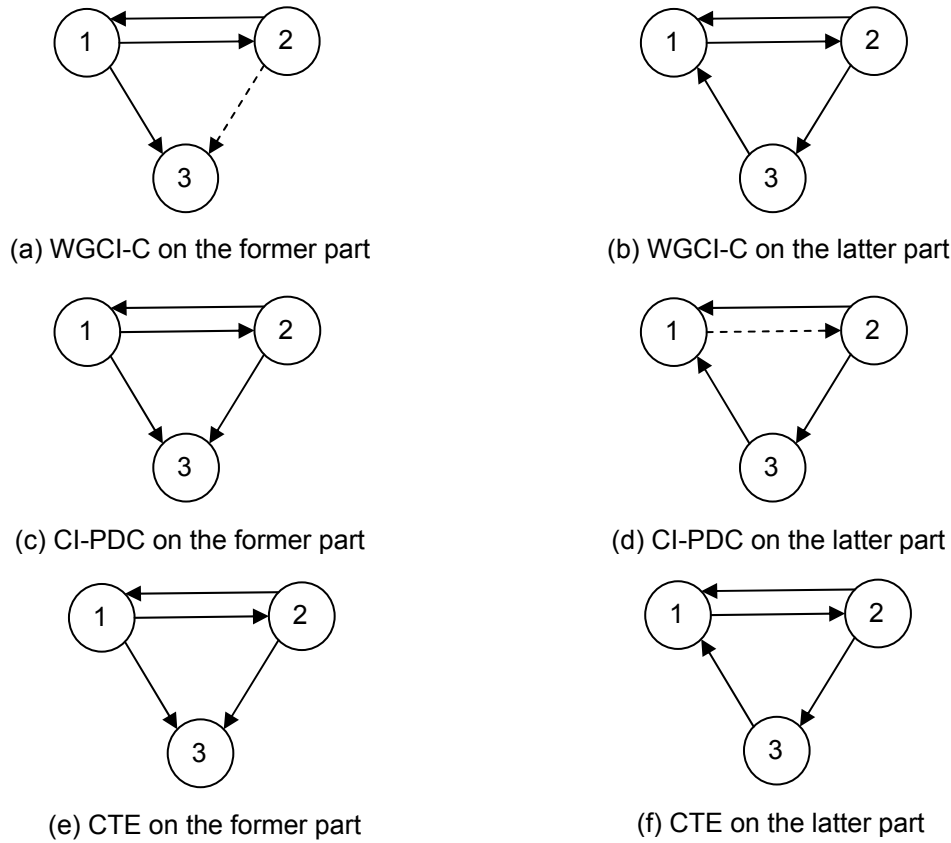 1 2 1 2
3 3
(a) WGCI-C on the former part (b) WGCI-C on the latter part
1 2 1 2
3 3
(c) CI-PDC on the former part (d) CI-PDC on the latter part
1 2 1 2
3 3
(e) CTE on the former part (f) CTE on the latter part